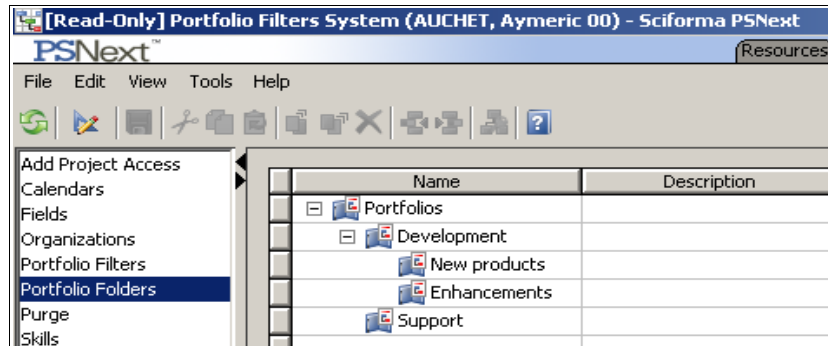 [Read-Only] Portfolio Filters System (AUCHET, Aymeric 00) - Sciforma PSNext
PSNext™
Resources
File Edit View Tools Help
Add Project Access
Calendars
Fields
Organizations
Portfolio Filters
Portfolio Folders
Purge
Skills
Name Description
Portfolios
Development
New products
Enhancements
Support